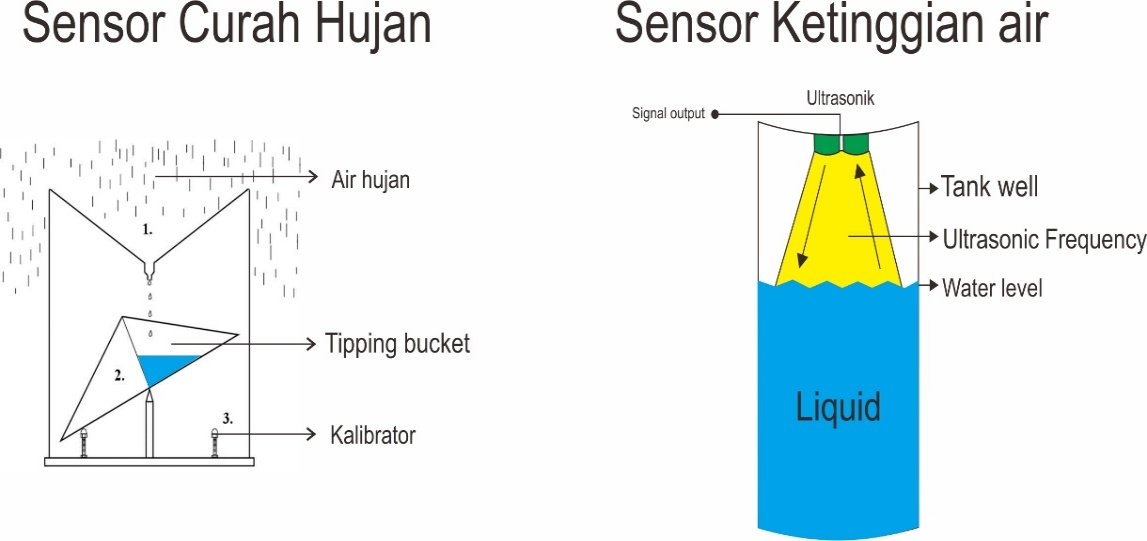 Sensor Curah Hujan
Air hujan
1.
Tipping bucket
2.
3.
Kalibrator
Sensor Ketinggian air
Ultrasonik
Signal output
Tank well
Ultrasonic Frequency
Water level
Liquid